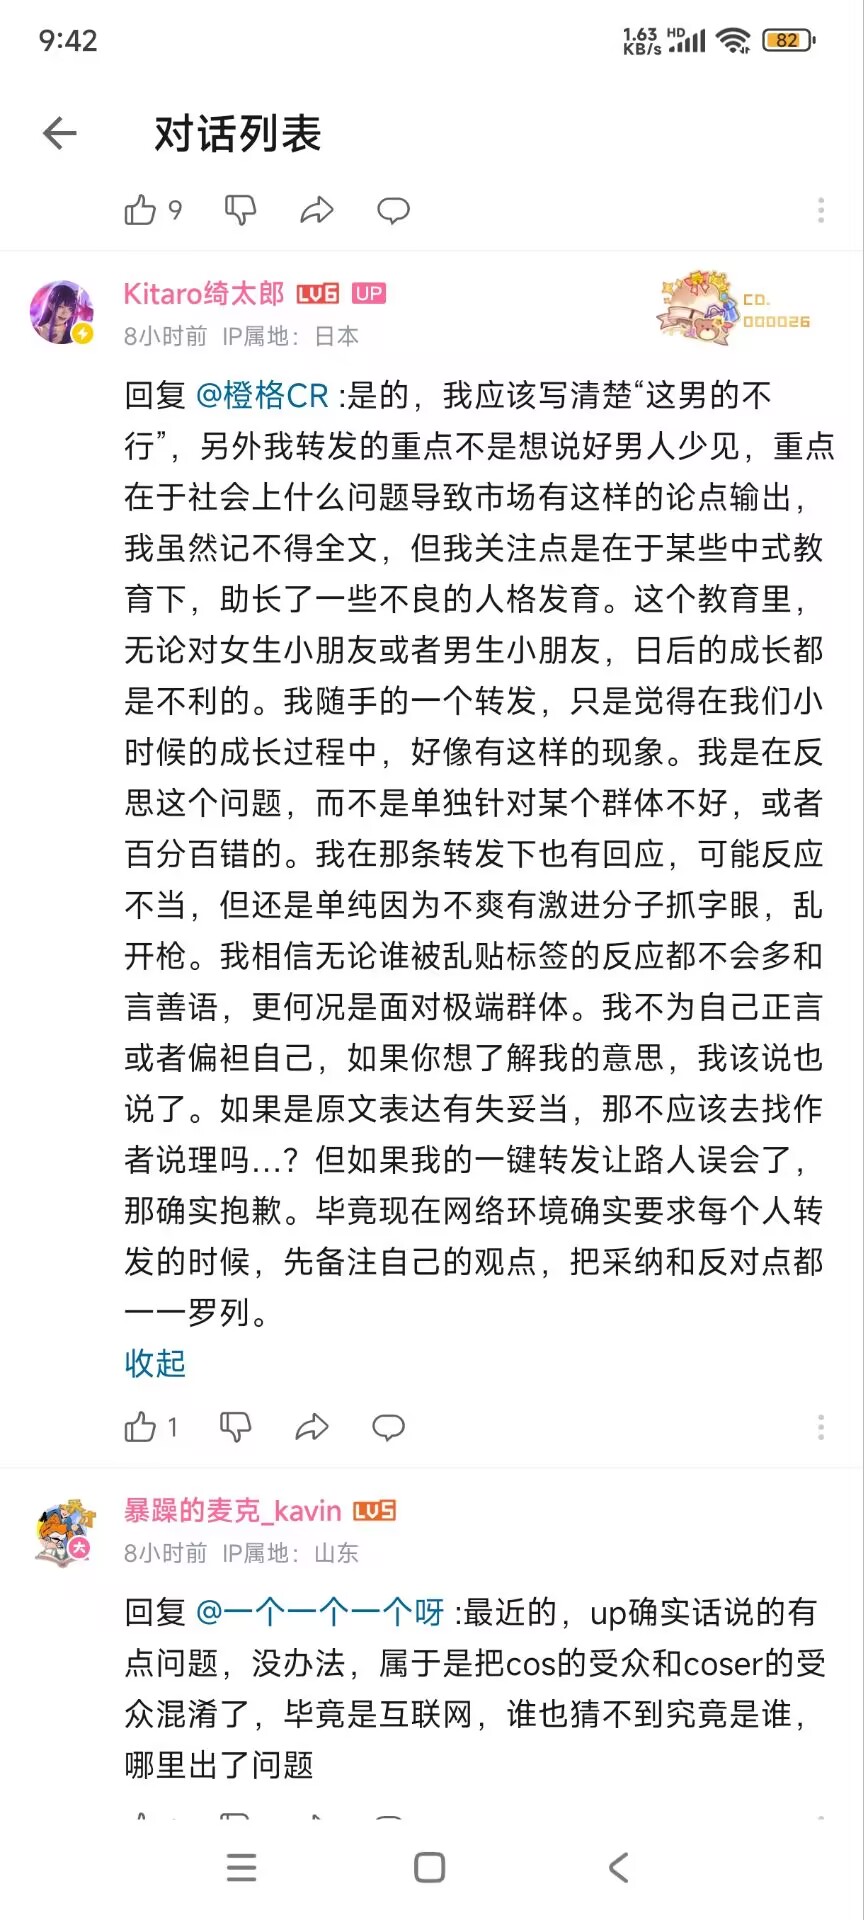 9:42
1.63 KB/s HD 82
对话列表
9
Kitaro绮太郎 LV6 UP
CD.
000026
8小时前 IP属地：日本
回复 @橙格CR :是的，我应该写清楚“这男的不
行”，另外我转发的重点不是想说好男人少见，重点
在于社会上什么问题导致市场有这样的论点输出，
我虽然记不得全文，但我关注点是在于某些中式教
育下，助长了一些不良的人格发育。这个教育里，
无论对女生小朋友或者男生小朋友，日后的成长都
是不利的。我随手的一个转发，只是觉得在我们小
时候的成长过程中，好像有这样的现象。我是在反
思这个问题，而不是单独针对某个群体不好，或者
百分百错的。我在那条转发下也有回应，可能反应
不当，但还是单纯因为不爽有激进分子抓字眼，乱
开枪。我相信无论谁被乱贴标签的反应都不会多和
言善语，更何况是面对极端群体。我不为自己正言
或者偏袒自己，如果你想了解我的意思，我该说也
说了。如果是原文表达有失妥当，那不应该去找作
者说理吗...？但如果我的一键转发让路人误会了，
那确实抱歉。毕竟现在网络环境确实要求每个人转
发的时候，先备注自己的观点，把采纳和反对点都
一一罗列。
收起
1
暴躁的麦克_kavin LV5
8小时前 IP属地：山东
回复 @一个一个一个呀 :最近的，up确实话说的有
点问题，没办法，属于是把cos的受众和coser的受
众混淆了，毕竟是互联网，谁也猜不到究竟是谁，
哪里出了问题